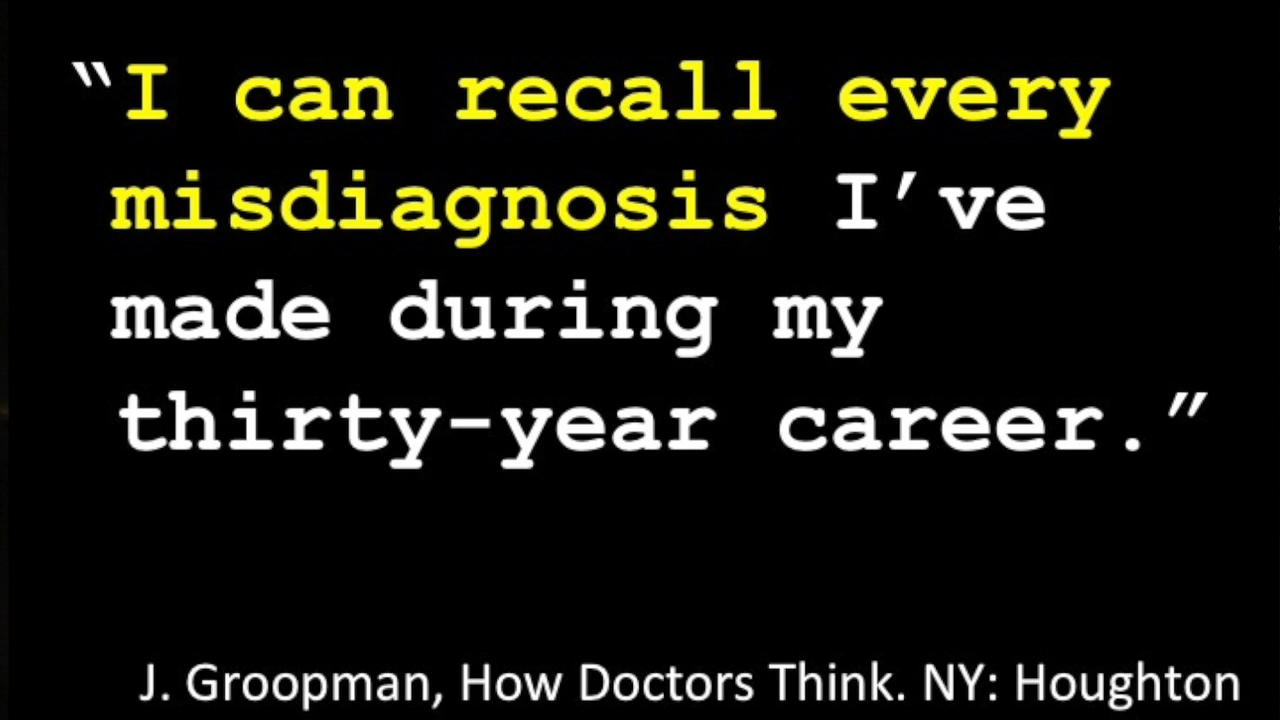 “I can recall every
misdiagnosis I’ve
made during my
thirty-year career.”
J. Groopman, How Doctors Think. NY: Houghton